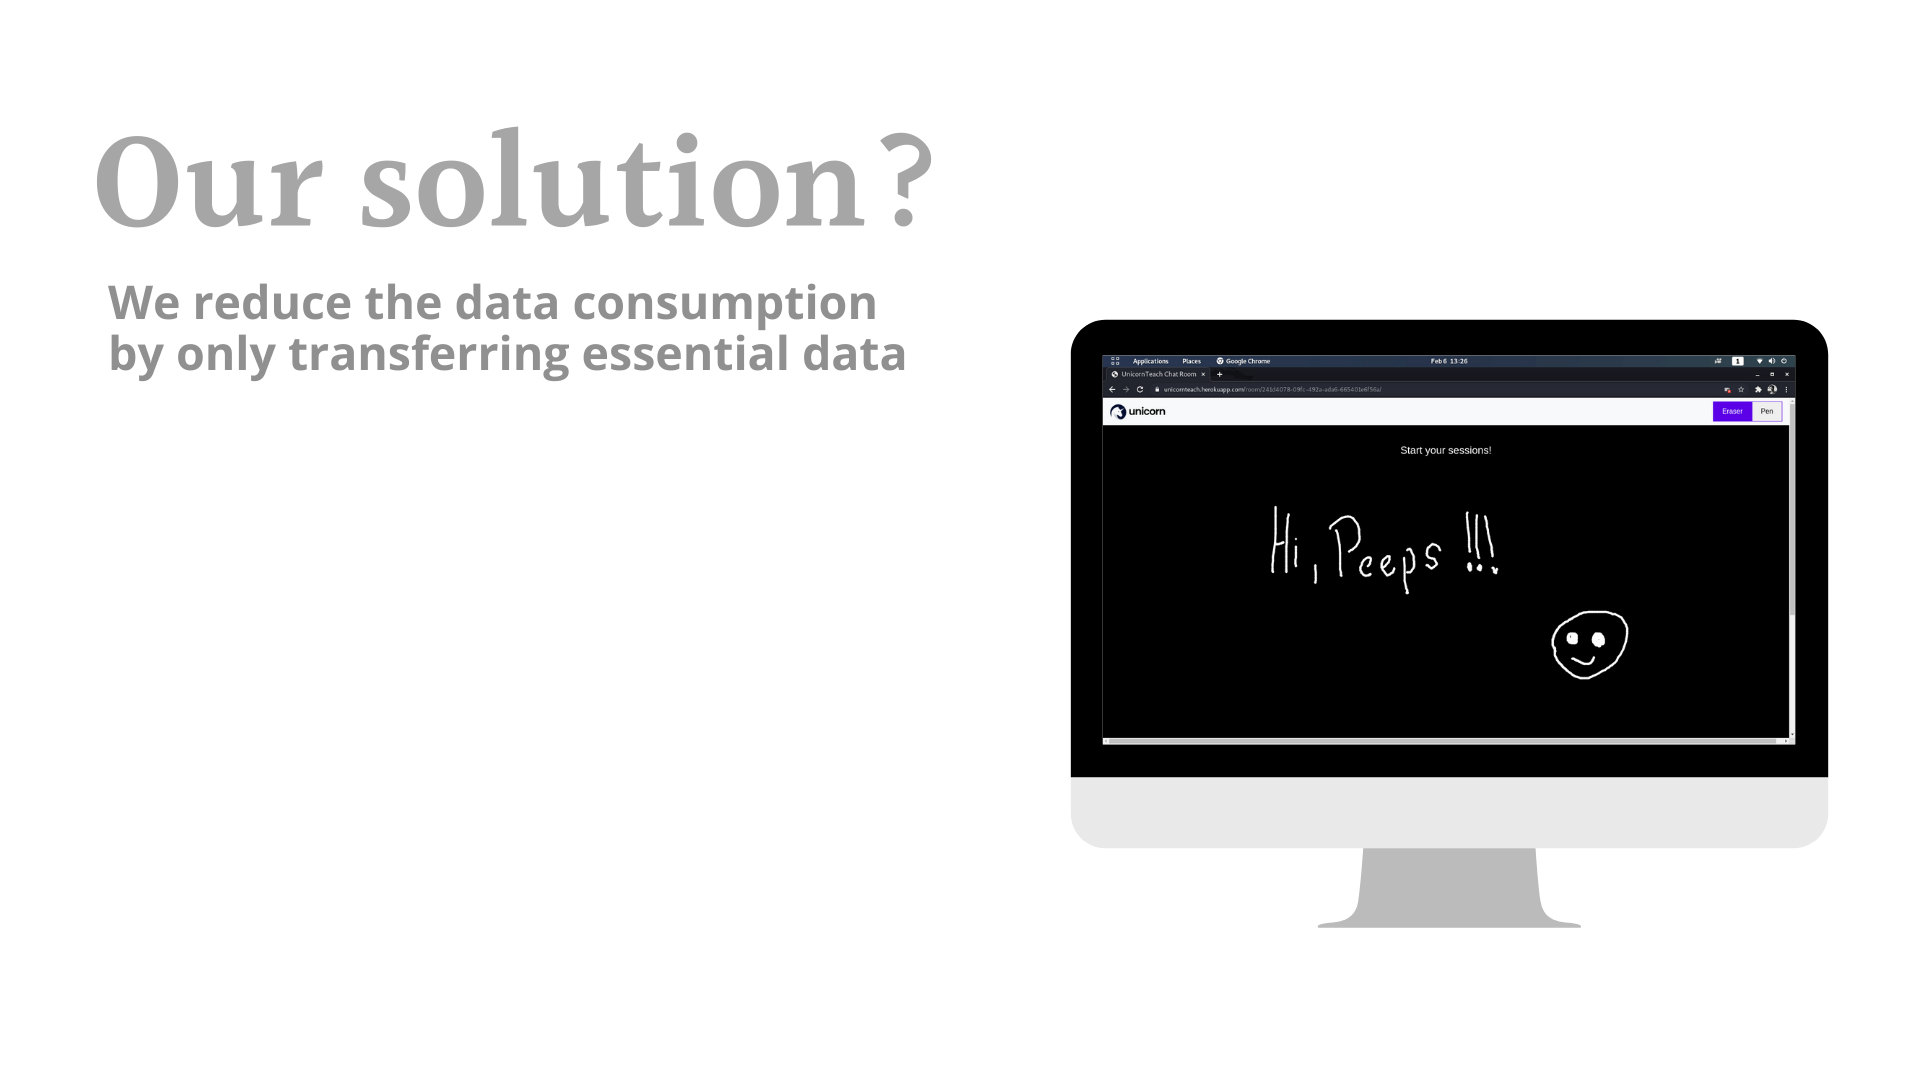 Our solution?
We reduce the data consumption
by only transferring essential data
Applications Places Google Chrome Feb 6 13:26 1
UnicornTeach Chat Room
unicorn Eraser Pen
Start your sessions!
Hi, Peeps !!!